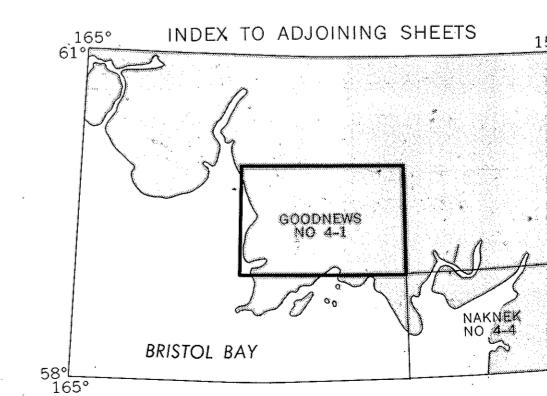 INDEX TO ADJOINING SHEETS
165°
61°
GOODNEWS
NO 4-1
NAKNEK
NO 4-4
BRISTOL BAY
58°
165°